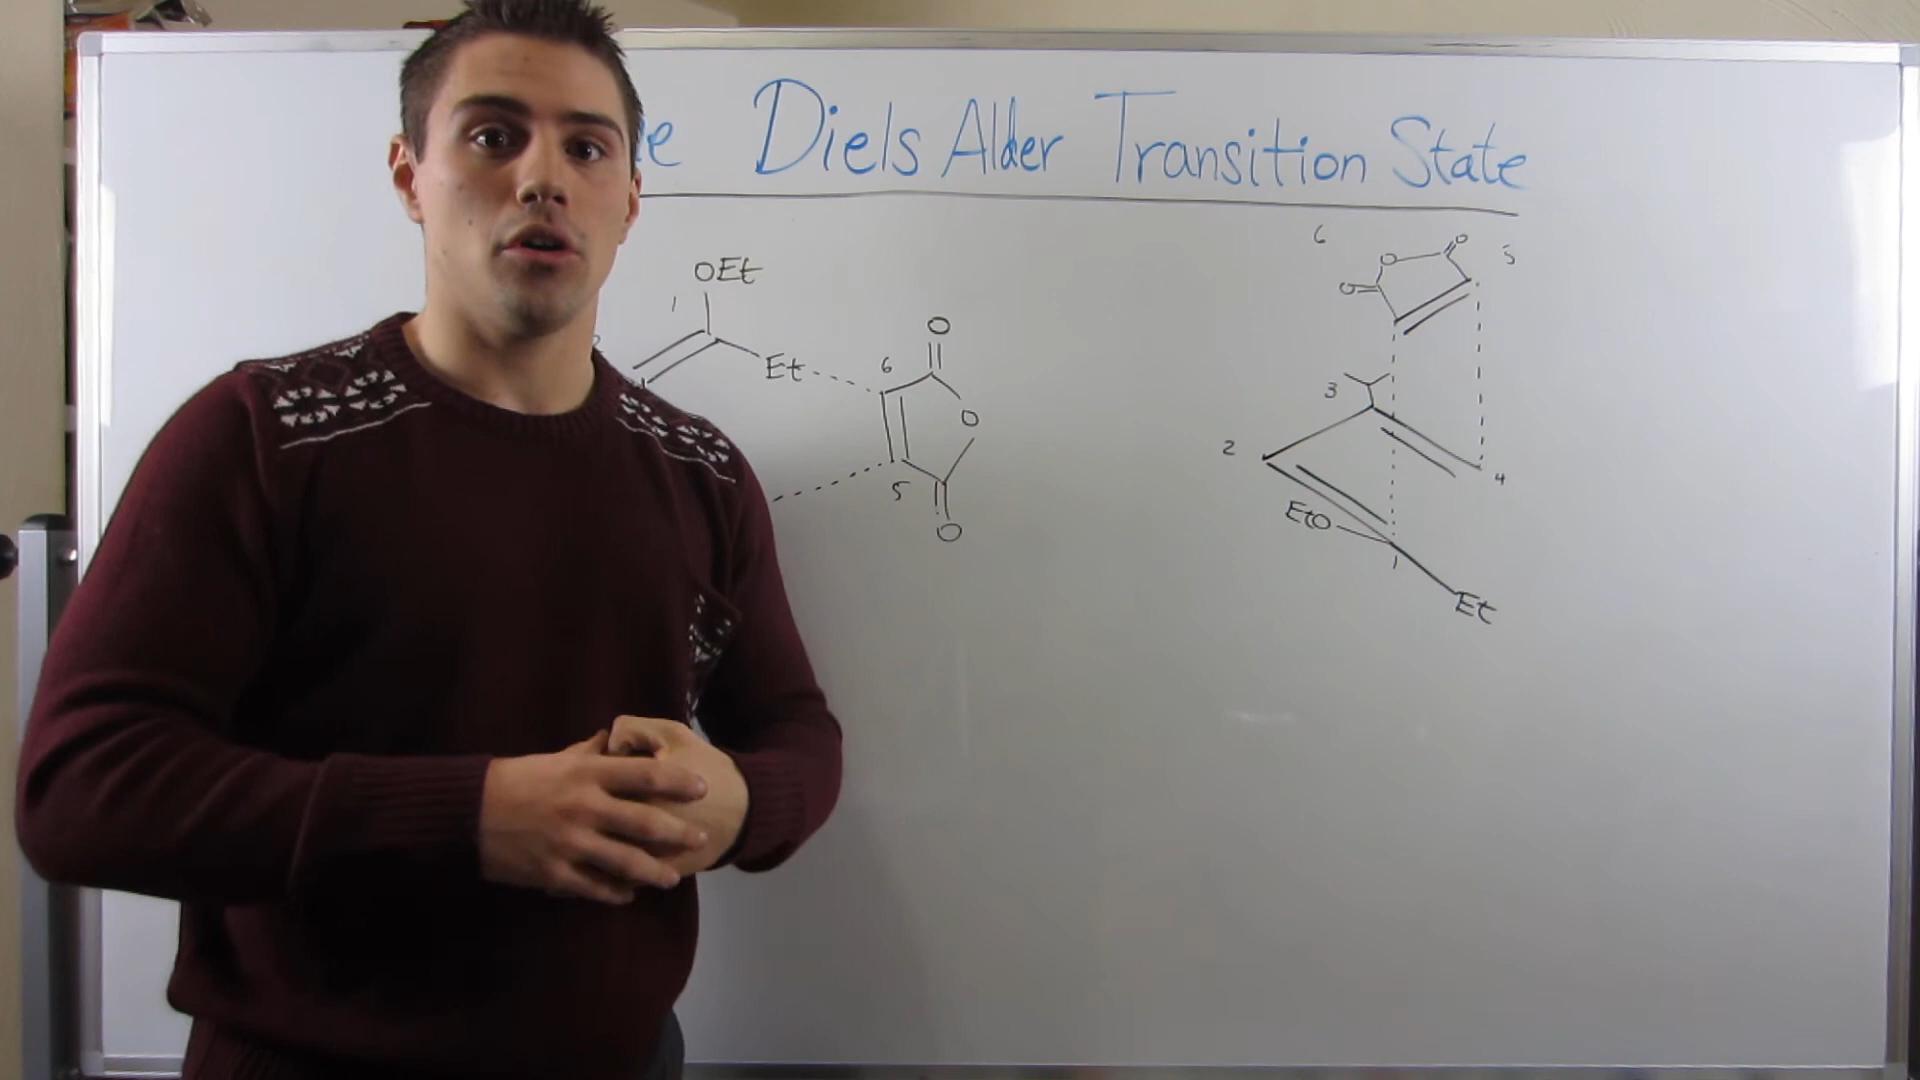 Diels Alder Transition State
OEt
1
Et
6
O
O
5
O
6
5
O
O
O
3
2
4
EtO
1
Et